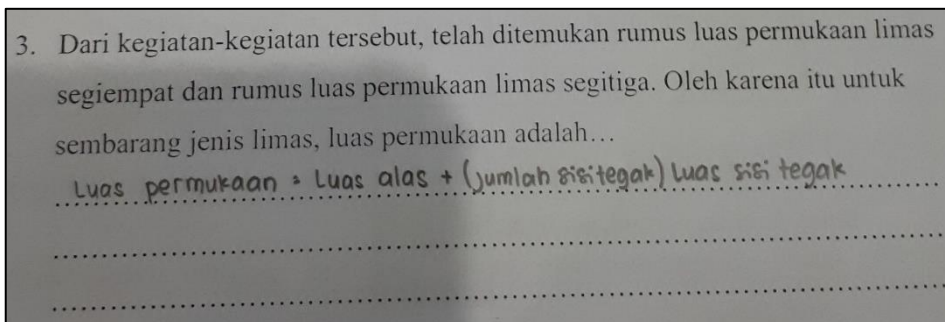 3. Dari kegiatan-kegiatan tersebut, telah ditemukan rumus luas permukaan limas
segiempat dan rumus luas permukaan limas segitiga. Oleh karena itu untuk
sembarang jenis limas, luas permukaan adalah…
Luas permukaan = Luas alas + (jumlah sisi tegak) Luas sisi tegak